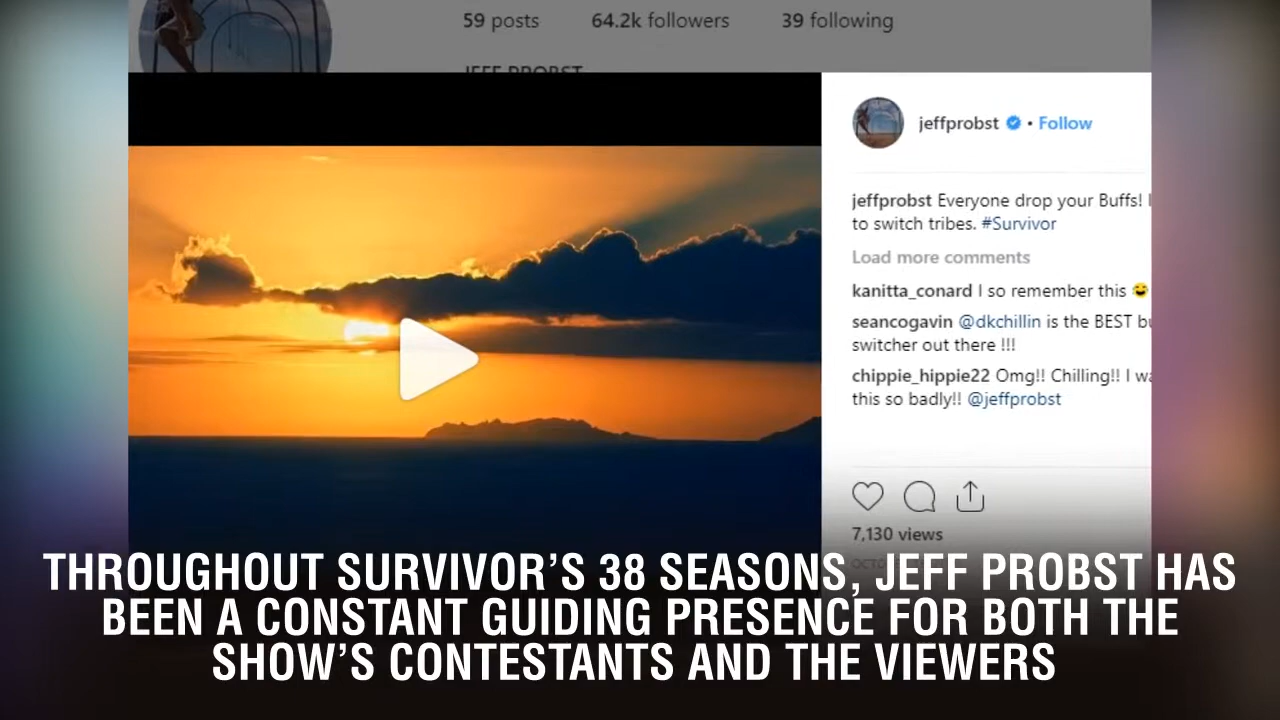 59 posts 64.2k followers 39 following
JEFF PROBST
jeffprobst • Follow
jeffprobst Everyone drop your Buffs!
to switch tribes. #Survivor
Load more comments
kanitta_conard I so remember this 😄
seancogavin @dkchillin is the BEST
switcher out there !!!
chippie_hippie22 Omg!! Chilling!! I
this so badly!! @jeffprobst
7,130 views
THROUGHOUT SURVIVOR’S 38 SEASONS, JEFF PROBST HAS
BEEN A CONSTANT GUIDING PRESENCE FOR BOTH THE
SHOW’S CONTESTANTS AND THE VIEWERS